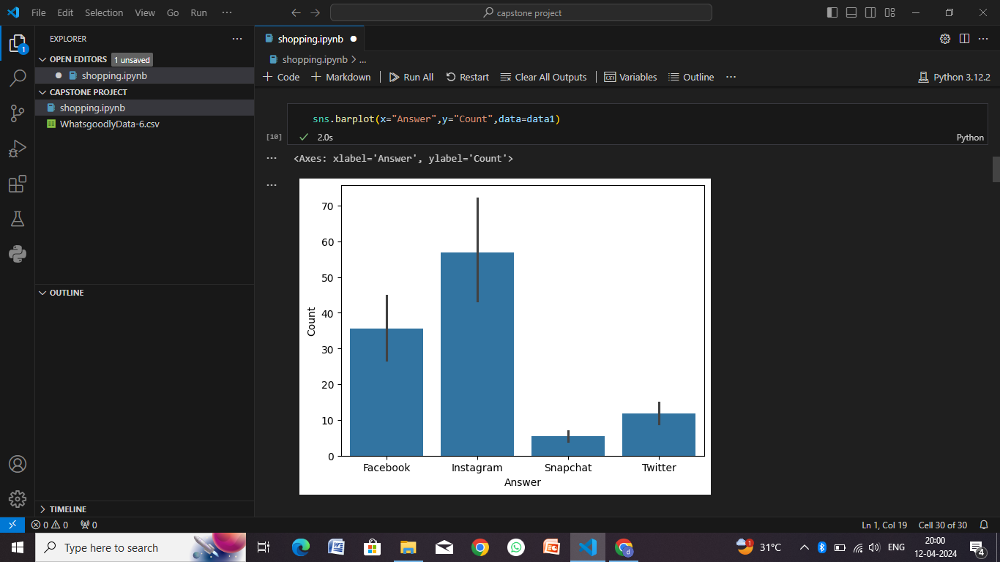 File Edit Selection View Go Run ···
capstone project
EXPLORER ···
OPEN EDITORS 1 unsaved
shopping.ipynb
CAPSTONE PROJECT
shopping.ipynb
WhatsgoodlyData-6.csv
OUTLINE
TIMELINE
1
shopping.ipynb
shopping.ipynb > ...
+ Code + Markdown Run All Restart Clear All Outputs Variables Outline ··· Python 3.12.2
sns.barplot(x="Answer",y="Count",data=data1)
[10] 2.0s Python
<Axes: xlabel='Answer', ylabel='Count'>
70
60
50
40
30
20
10
0
Count
Facebook Instagram Snapchat Twitter
Answer
0 0 0 Ln 1, Col 19 Cell 30 of 30
Type here to search 1 31°C ENG 20:00
12-04-2024 4